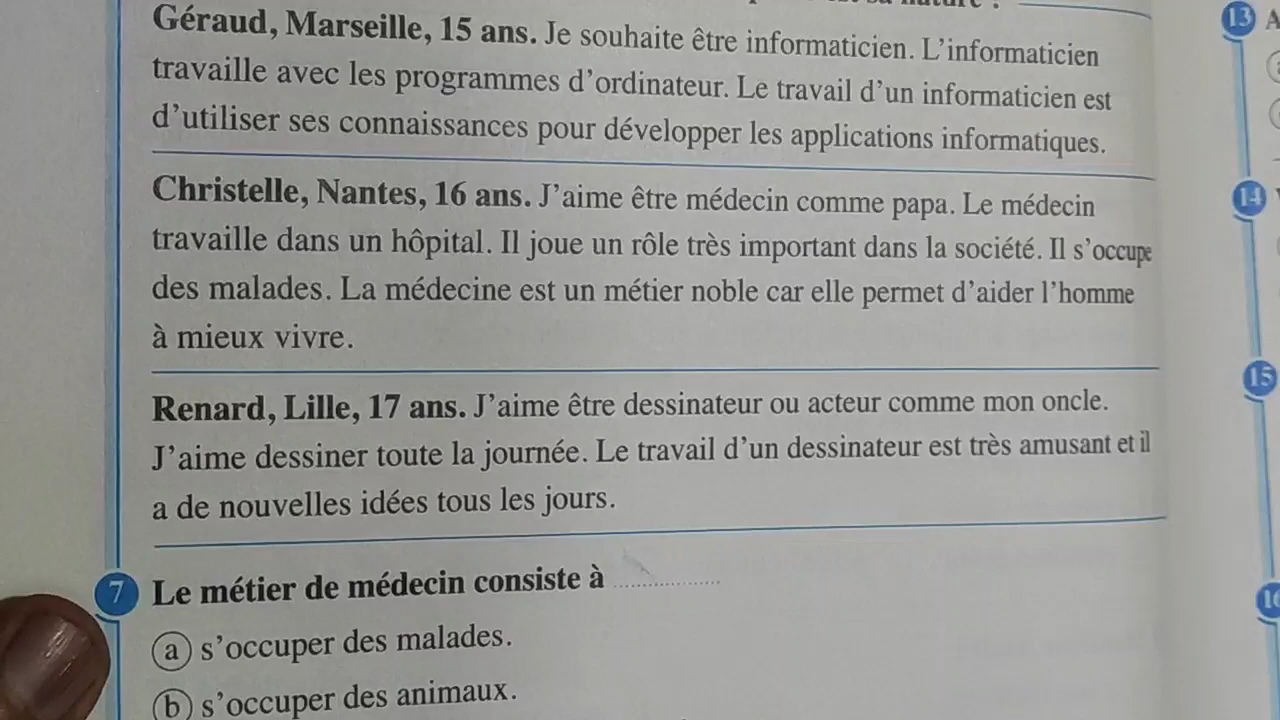 Géraud, Marseille, 15 ans. Je souhaite être informaticien. L'informaticien
travaille avec les programmes d'ordinateur. Le travail d'un informaticien est
d'utiliser ses connaissances pour développer les applications informatiques.
Christelle, Nantes, 16 ans. J'aime être médecin comme papa. Le médecin
travaille dans un hôpital. Il joue un rôle très important dans la société. Il s'occupe
des malades. La médecine est un métier noble car elle permet d'aider l'homme
à mieux vivre.
Renard, Lille, 17 ans. J'aime être dessinateur ou acteur comme mon oncle.
J'aime dessiner toute la journée. Le travail d'un dessinateur est très amusant et il
a de nouvelles idées tous les jours.
7 Le métier de médecin consiste à ...............
a s'occuper des malades.
b s'occuper des animaux.
13 A
14
15
16